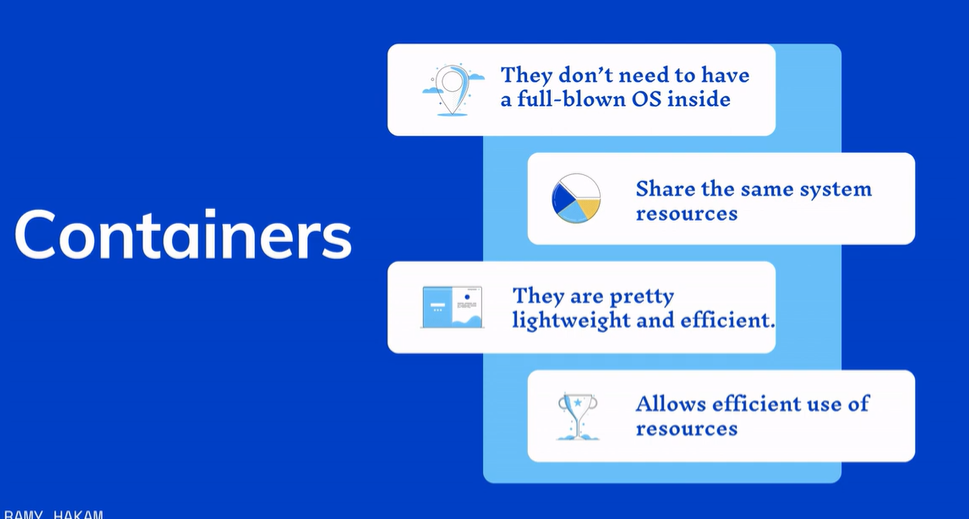 They don’t need to have
a full-blown OS inside
Share the same system
resources
Containers
They are pretty
lightweight and efficient.
Allows efficient use of
resources
RAMY HAKAM